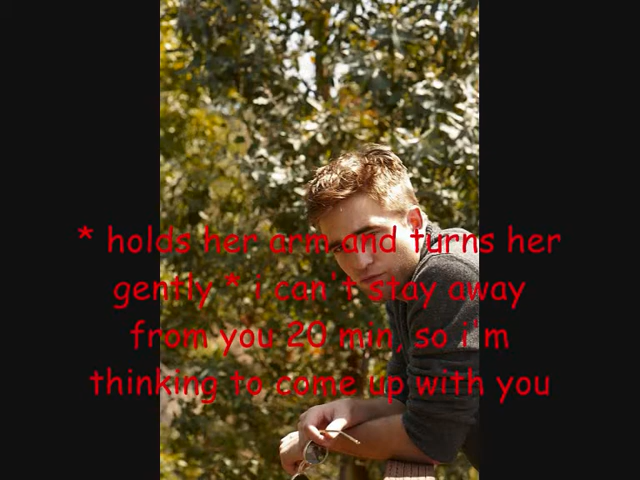 * holds her arm and turns her
gently * i can't stay away
from you 20 min, so i'm
thinking to come up with you